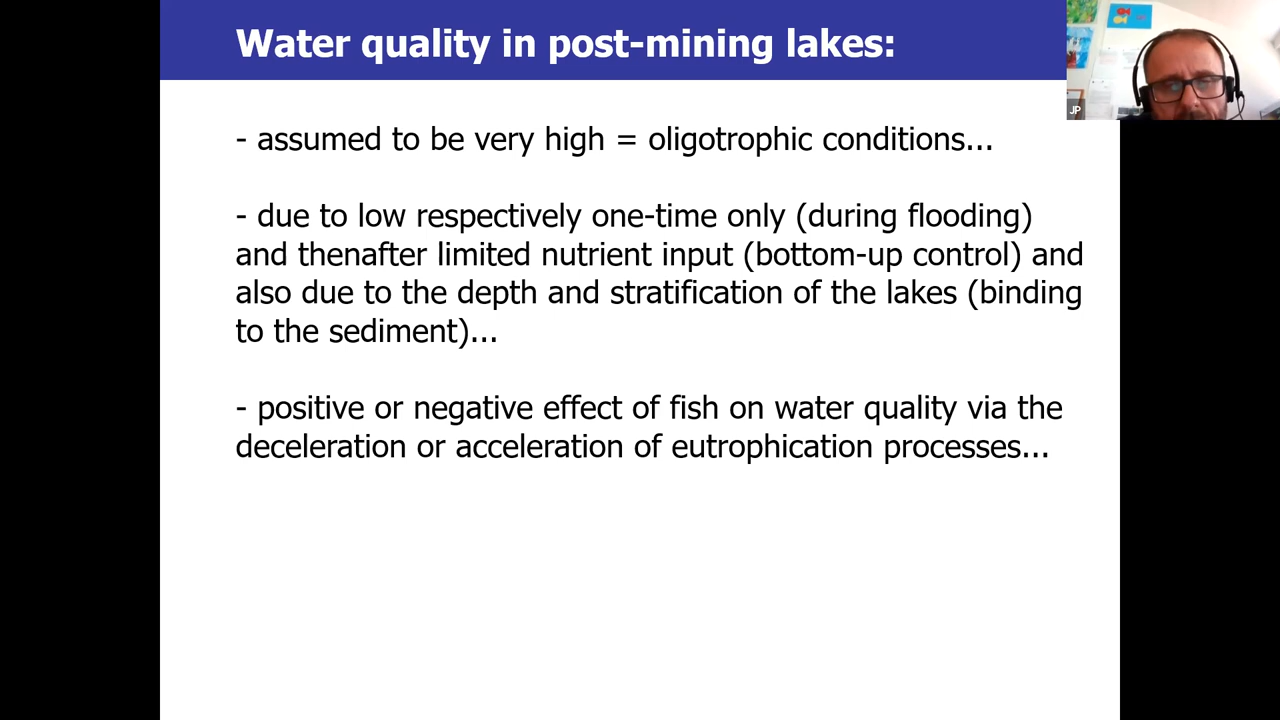 Water quality in post-mining lakes:
JP
- assumed to be very high = oligotrophic conditions...
- due to low respectively one-time only (during flooding)
and thenafter limited nutrient input (bottom-up control) and
also due to the depth and stratification of the lakes (binding
to the sediment)...
- positive or negative effect of fish on water quality via the
deceleration or acceleration of eutrophication processes...